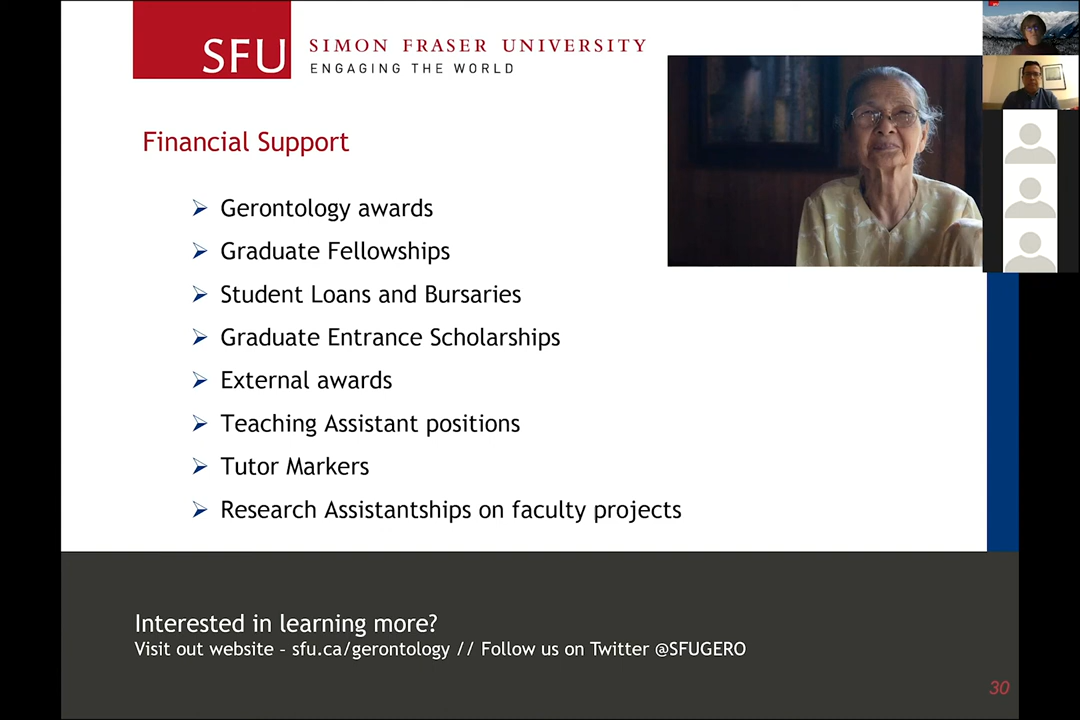 SFU
SIMON FRASER UNIVERSITY
ENGAGING THE WORLD
Financial Support
Gerontology awards
Graduate Fellowships
Student Loans and Bursaries
Graduate Entrance Scholarships
External awards
Teaching Assistant positions
Tutor Markers
Research Assistantships on faculty projects
Interested in learning more?
Visit out website - sfu.ca/gerontology // Follow us on Twitter @SFUGERO
30